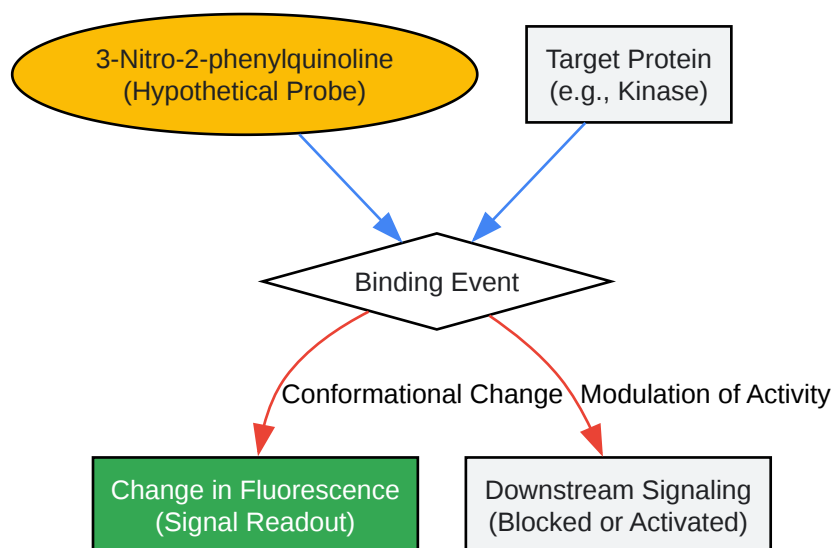 3-Nitro-2-phenylquinoline
(Hypothetical Probe)
Target Protein
(e.g., Kinase)
Binding Event
Conformational Change
Modulation of Activity
Change in Fluorescence
(Signal Readout)
Downstream Signaling
(Blocked or Activated)